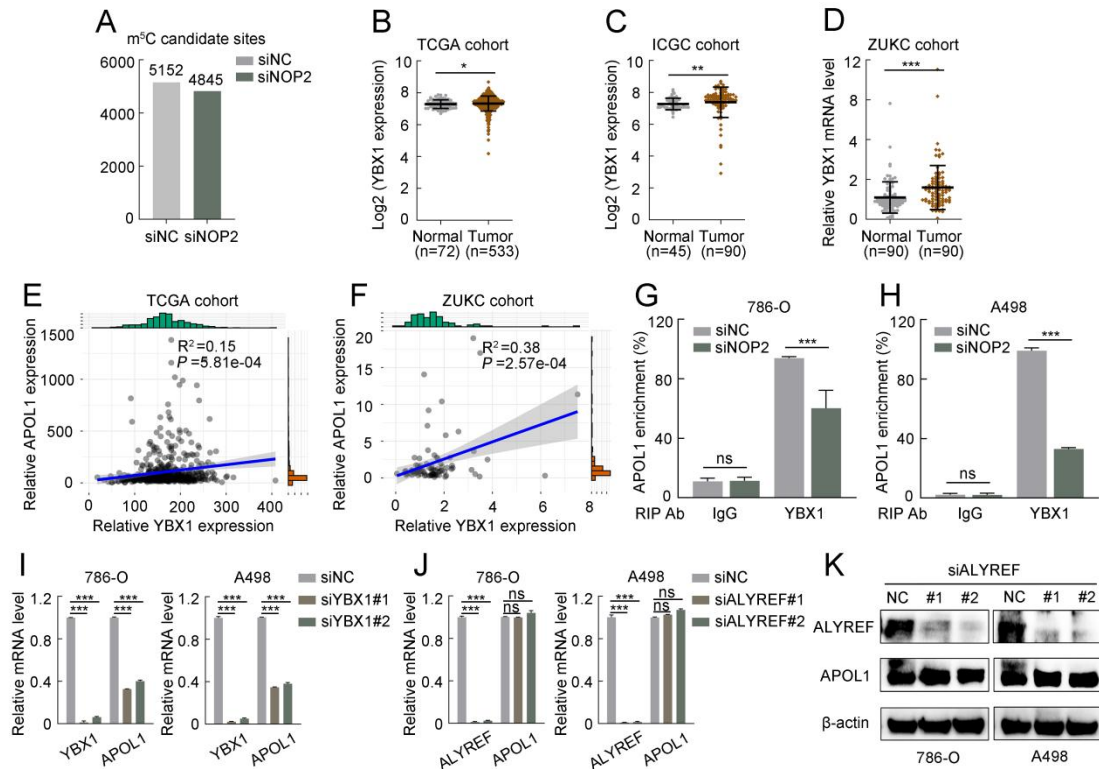 A
m⁵C candidate sites
siNC
siNOP2
6000
4000
2000
0
5152
4845
siNC siNOP2
B
TCGA cohort
*
Log2 (YBX1 expression)
10
8
6
4
2
0
Normal
(n=72)
Tumor
(n=533)
C
ICGC cohort
**
Log2 (YBX1 expression)
10
8
6
4
2
0
Normal
(n=45)
Tumor
(n=90)
D
ZUKC cohort
***
Relative YBX1 mRNA level
12
8
6
4
2
0
Normal
(n=90)
Tumor
(n=90)
E
TCGA cohort
R²=0.15
P =5.81e-04
Relative APOL1 expression
1500
1000
500
0
0 100 200 300 400
Relative YBX1 expression
F
ZUKC cohort
R²=0.38
P =2.57e-04
Relative APOL1 expression
20
15
10
5
0
0 2 4 6 8
Relative YBX1 expression
G
786-O
siNC
siNOP2
***
ns
APOL1 enrichment (%)
120
80
40
0
RIP Ab IgG YBX1
H
A498
siNC
siNOP2
***
ns
APOL1 enrichment (%)
120
80
40
0
RIP Ab IgG YBX1
I
786-O
*** ***
*** ***
Relative mRNA level
1.2
0.8
0.4
0
YBX1 APOL1
A498
*** ***
*** ***
Relative mRNA level
1.2
0.8
0.4
0
YBX1 APOL1
siNC
siYBX1#1
siYBX1#2
J
786-O
*** ns
*** ns
Relative mRNA level
1.2
0.8
0.4
0
ALYREF APOL1
A498
*** ns
*** ns
Relative mRNA level
1.2
0.8
0.4
0
ALYREF APOL1
siNC
siALYREF#1
siALYREF#2
K
siALYREF
NC #1 #2 NC #1 #2
ALYREF
APOL1
β-actin
786-O A498